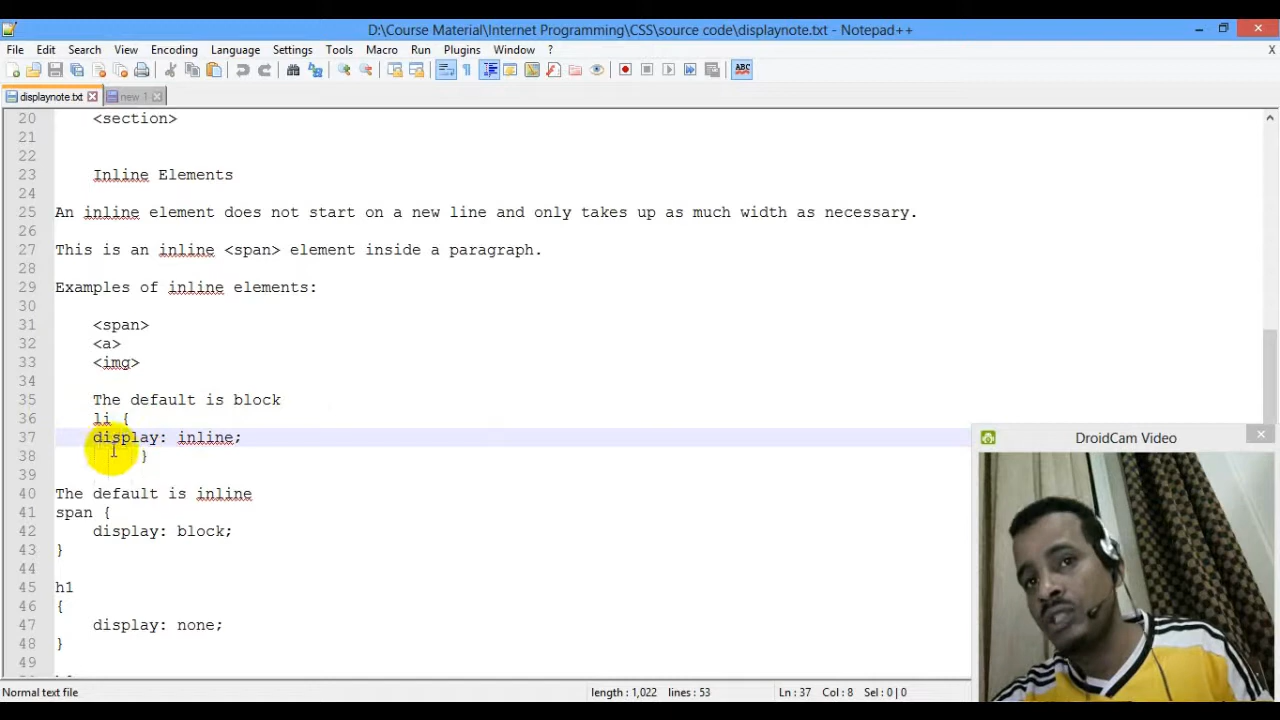 D:\Course Material\Internet Programming\CSS\source code\displaynote.txt - Notepad++
File Edit Search View Encoding Language Settings Tools Macro Run Plugins Window ? X
ABC
displaynote.txt new 1
20 <section>
21
22
23 Inline Elements
24
25 An inline element does not start on a new line and only takes up as much width as necessary.
26
27 This is an inline <span> element inside a paragraph.
28
29 Examples of inline elements:
30
31 <span>
32 <a>
33 <img>
34
35 The default is block
36 li {
37 display: inline;
38 }
39
40 The default is inline
41 span {
42 display: block;
43 }
44
45 h1
46 {
47 display: none;
48 }
49
DroidCam Video
Normal text file length : 1,022 lines : 53 Ln : 37 Col : 8 Sel : 0 | 0